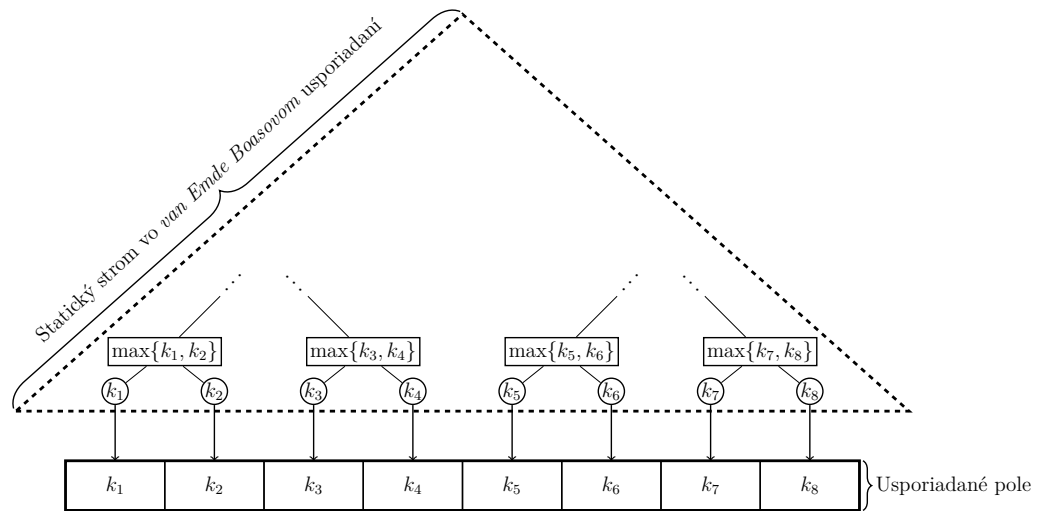 Statický strom vo van Emde Boasovom usporiadaní
max{k₁, k₂} max{k₃, k₄} max{k₅, k₆} max{k₇, k₈}
k₁ k₂ k₃ k₄ k₅ k₆ k₇ k₈
k₁ k₂ k₃ k₄ k₅ k₆ k₇ k₈ Usporiadané pole